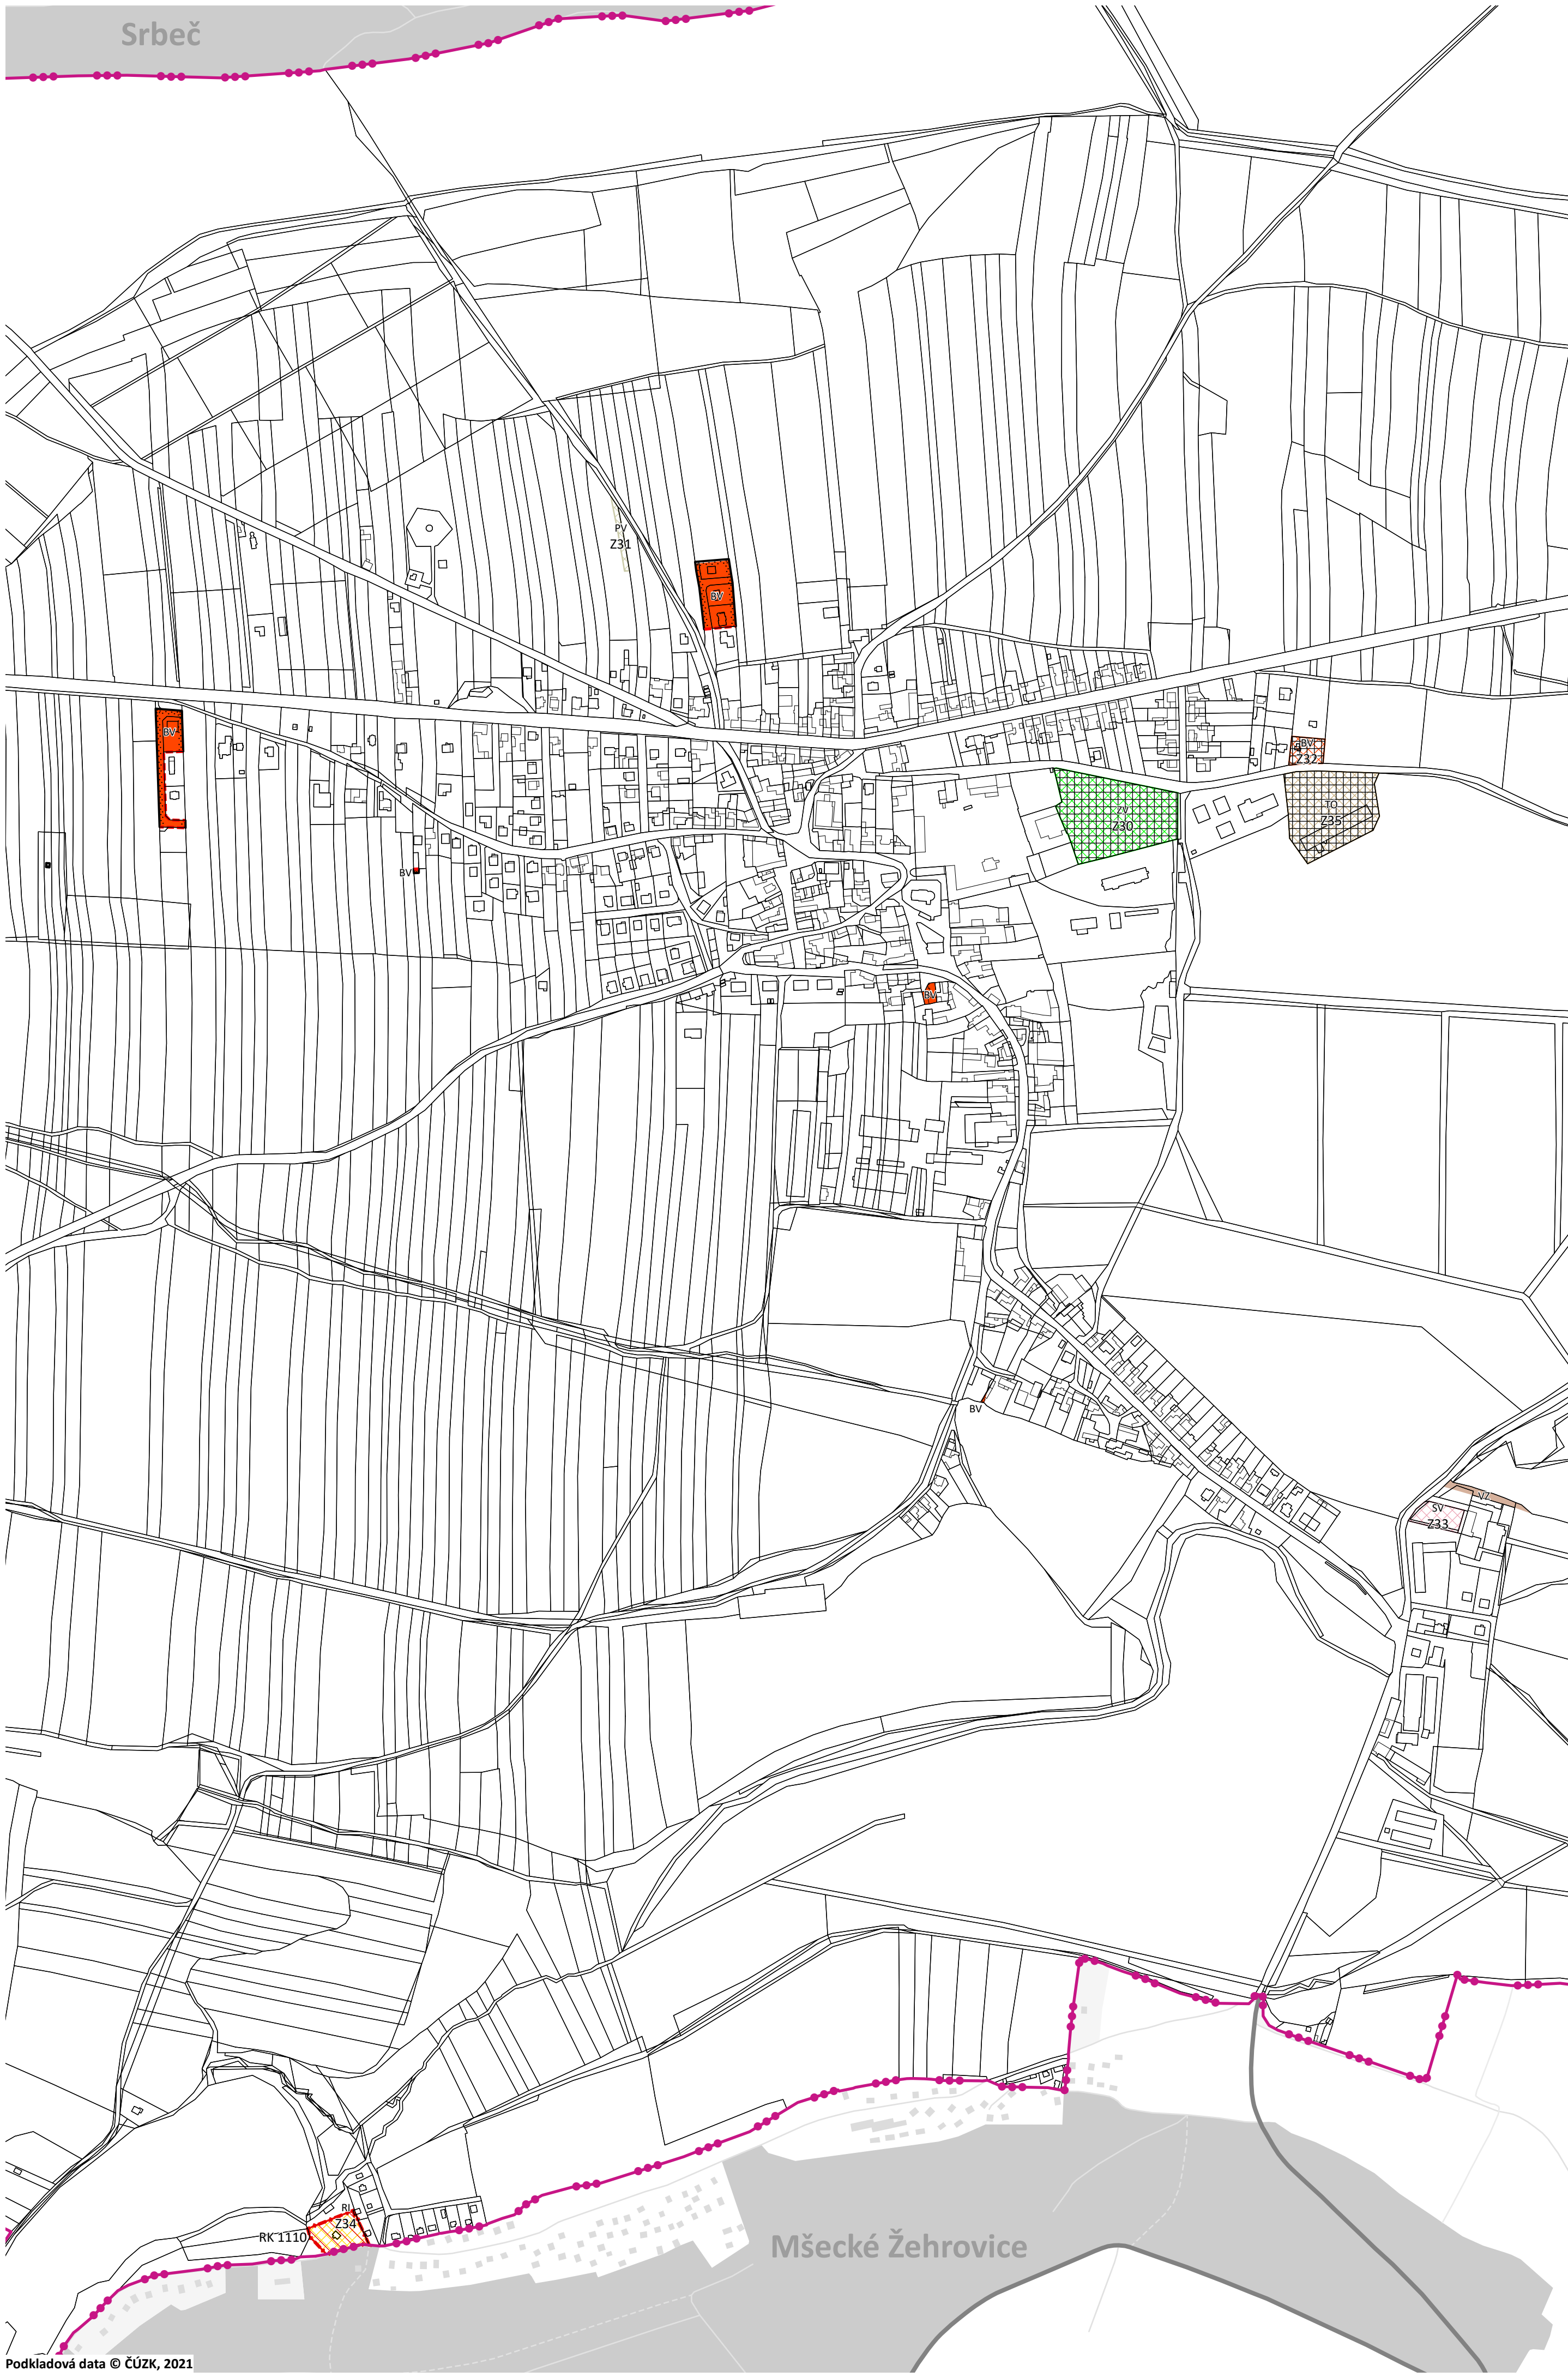 Srbeč
PV
Z31
BV
BV
BV
Z32
TO
Z35
ZV
Z30
BV
BV
BV
VZ
SV
Z33
RI
Z34
RK 1110
Mšecké Žehrovice
Podkladová data © ČÚZK, 2021